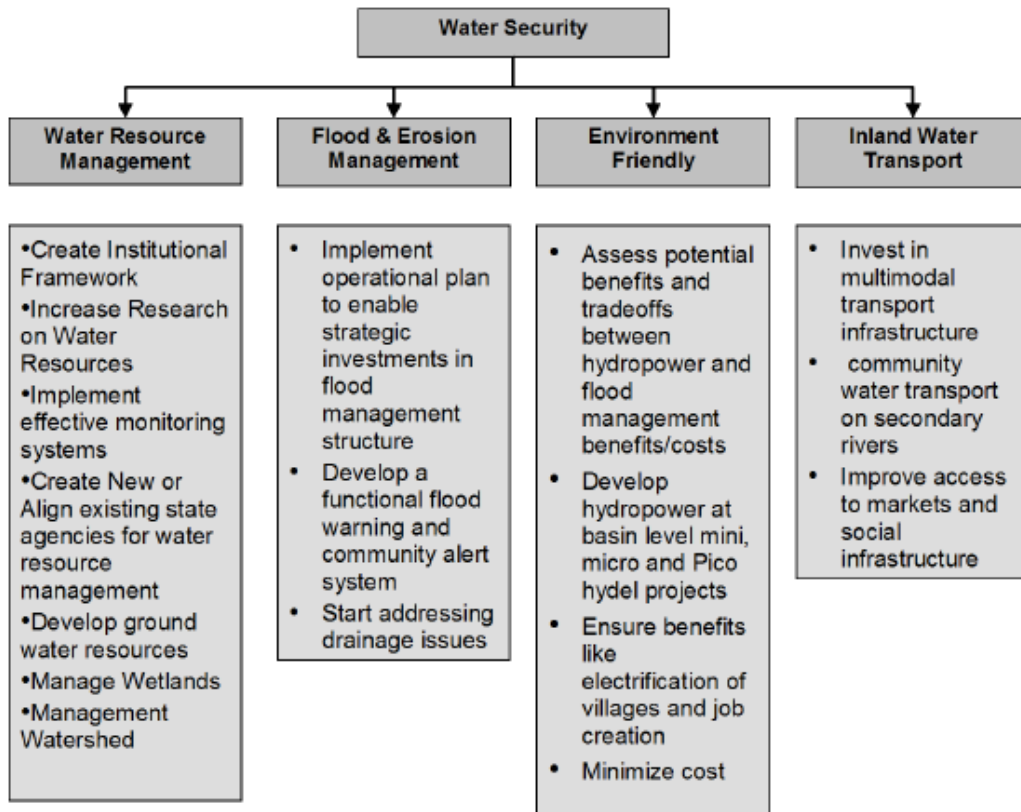 Water Security
Water Resource
Management
Flood & Erosion
Management
Environment
Friendly
Inland Water
Transport
•Create Institutional
Framework
•Increase Research
on Water
Resources
•Implement
effective monitoring
systems
•Create New or
Align existing state
agencies for water
resource
management
•Develop ground
water resources
•Manage Wetlands
•Management
Watershed
• Implement
operational plan
to enable
strategic
investments in
flood
management
structure
• Develop a
functional flood
warning and
community alert
system
• Start addressing
drainage issues
• Assess potential
benefits and
tradeoffs
between
hydropower and
flood
management
benefits/costs
• Develop
hydropower at
basin level mini,
micro and Pico
hydel projects
• Ensure benefits
like
electrification of
villages and job
creation
• Minimize cost
• Invest in
multimodal
transport
infrastructure
• community
water transport
on secondary
rivers
• Improve access
to markets and
social
infrastructure